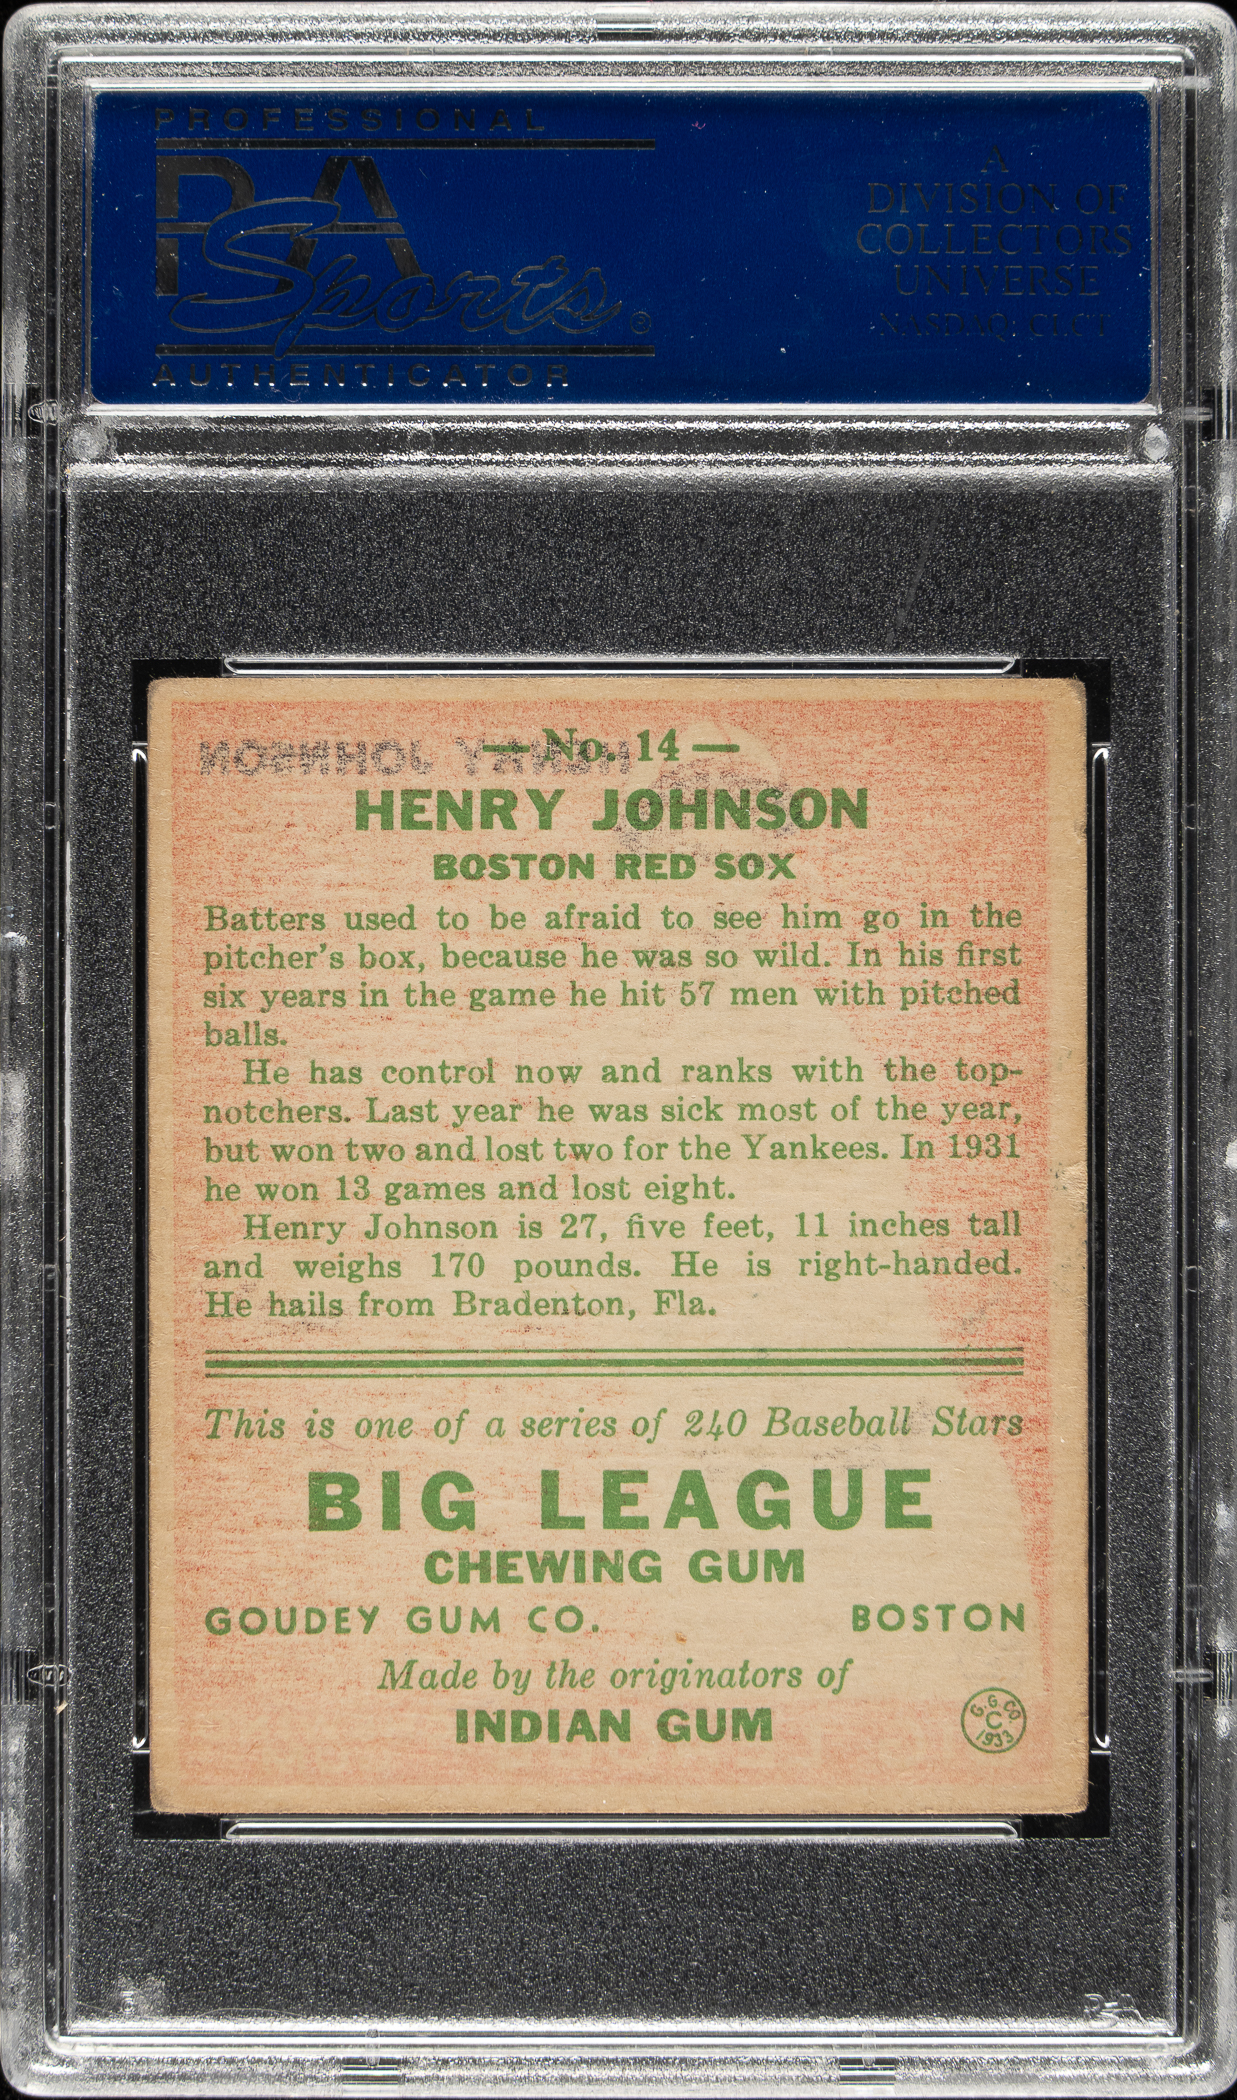 PROFESSIONAL
PSA
Sports
®
AUTHENTICATOR
A
DIVISION OF
COLLECTORS
UNIVERSE
NASDAQ: CLCT
HENRY JOHNSON
— No. 14 —
HENRY JOHNSON
BOSTON RED SOX
Batters used to be afraid to see him go in the
pitcher's box, because he was so wild. In his first
six years in the game he hit 57 men with pitched
balls.
He has control now and ranks with the top-
notchers. Last year he was sick most of the year,
but won two and lost two for the Yankees. In 1931
he won 13 games and lost eight.
Henry Johnson is 27, five feet, 11 inches tall
and weighs 170 pounds. He is right-handed.
He hails from Bradenton, Fla.
This is one of a series of 240 Baseball Stars
BIG LEAGUE
CHEWING GUM
GOUDEY GUM CO. BOSTON
Made by the originators of
INDIAN GUM
G. G. CO.
C
1933
PSA